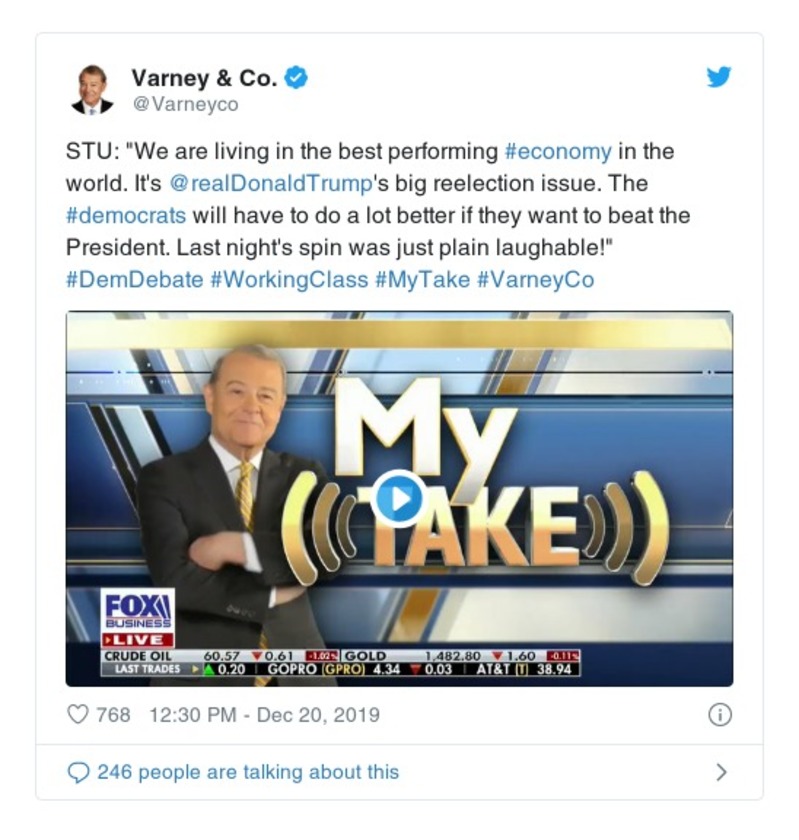 Varney & Co.
@Varneyco
STU: "We are living in the best performing #economy in the
world. It's @realDonaldTrump's big reelection issue. The
#democrats will have to do a lot better if they want to beat the
President. Last night's spin was just plain laughable!"
#DemDebate #WorkingClass #MyTake #VarneyCo
My
TAKE
FOX
BUSINESS
LIVE
CRUDE OIL 60.57 ▼0.61 -1.02% GOLD 1,482.80 ▼1.60 -0.11%
LAST TRADES ▲0.20 GOPRO (GPRO) 4.34 ▼0.03 AT&T (T) 38.94
768 12:30 PM - Dec 20, 2019
246 people are talking about this